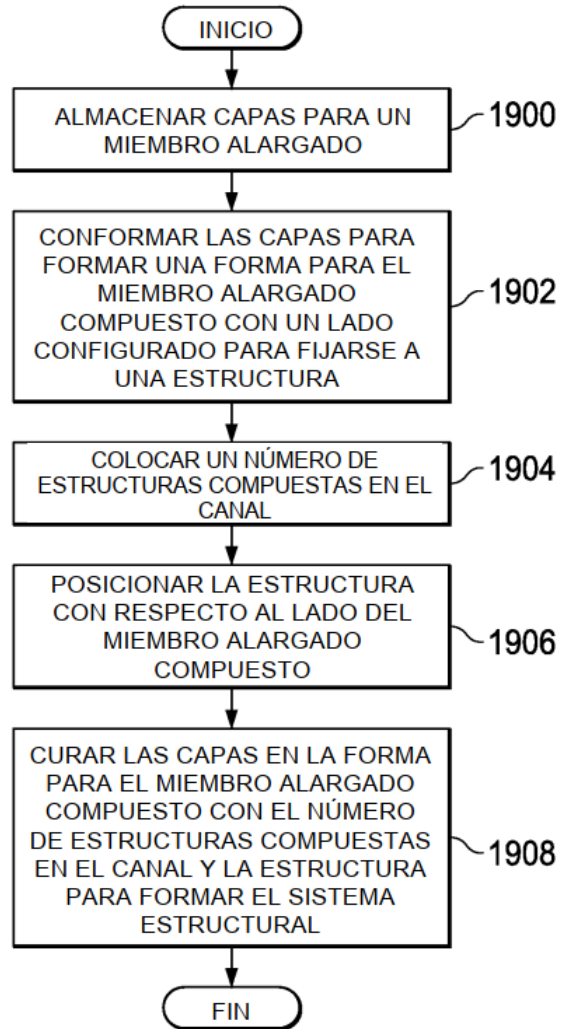 INICIO
ALMACENAR CAPAS PARA UN
MIEMBRO ALARGADO
1900
CONFORMAR LAS CAPAS PARA
FORMAR UNA FORMA PARA EL
MIEMBRO ALARGADO
COMPUESTO CON UN LADO
CONFIGURADO PARA FIJARSE A
UNA ESTRUCTURA
1902
COLOCAR UN NÚMERO DE
ESTRUCTURAS COMPUESTAS EN EL
CANAL
1904
POSICIONAR LA ESTRUCTURA
CON RESPECTO AL LADO DEL
MIEMBRO ALARGADO
COMPUESTO
1906
CURAR LAS CAPAS EN LA FORMA
PARA EL MIEMBRO ALARGADO
COMPUESTO CON EL NÚMERO
DE ESTRUCTURAS COMPUESTAS
EN EL CANAL Y LA ESTRUCTURA
PARA FORMAR EL SISTEMA
ESTRUCTURAL
1908
FIN